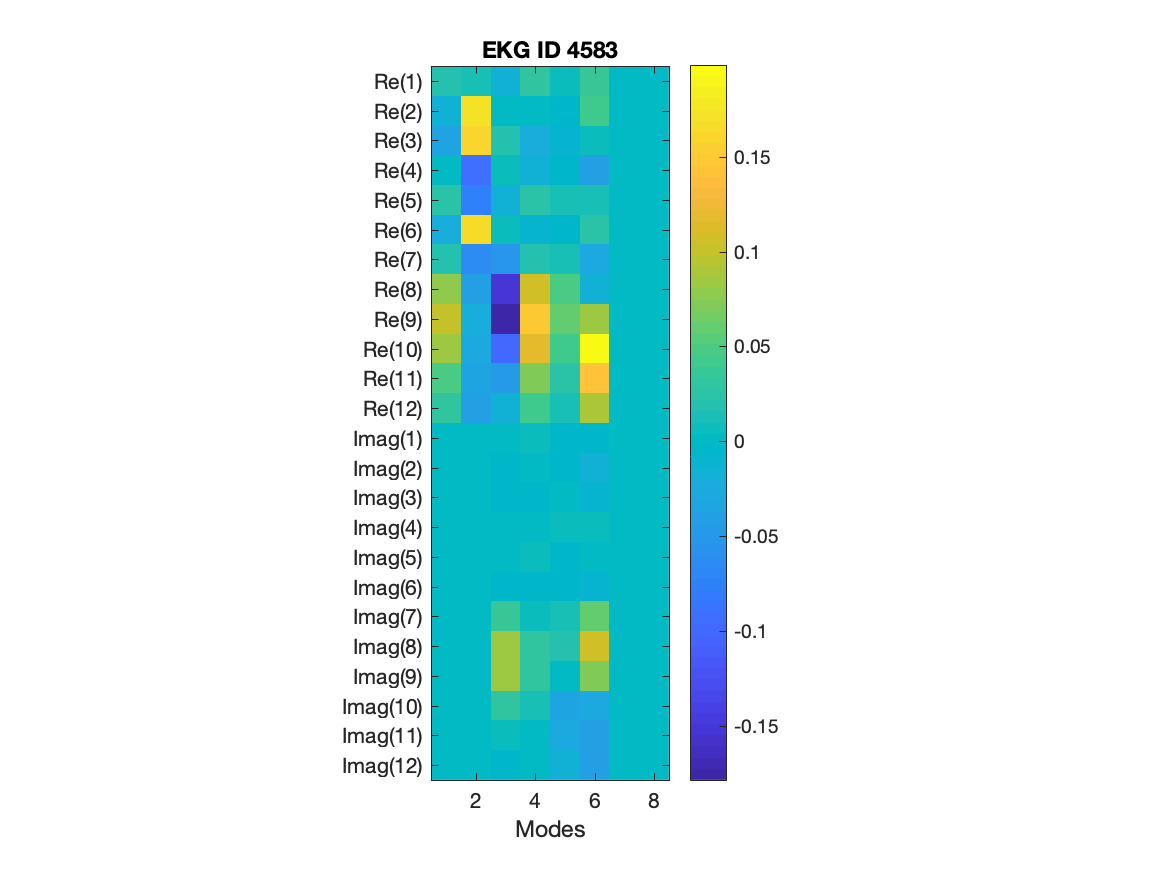 EKG ID 4583
Re(1)
Re(2)
Re(3)
Re(4)
Re(5)
Re(6)
Re(7)
Re(8)
Re(9)
Re(10)
Re(11)
Re(12)
Imag(1)
Imag(2)
Imag(3)
Imag(4)
Imag(5)
Imag(6)
Imag(7)
Imag(8)
Imag(9)
Imag(10)
Imag(11)
Imag(12)
2 4 6 8
Modes
0.15
0.1
0.05
0
-0.05
-0.1
-0.15